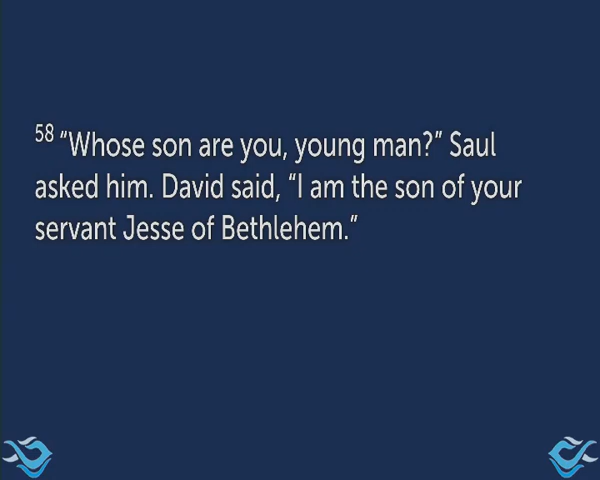 58 “Whose son are you, young man?” Saul
asked him. David said, “I am the son of your
servant Jesse of Bethlehem.”